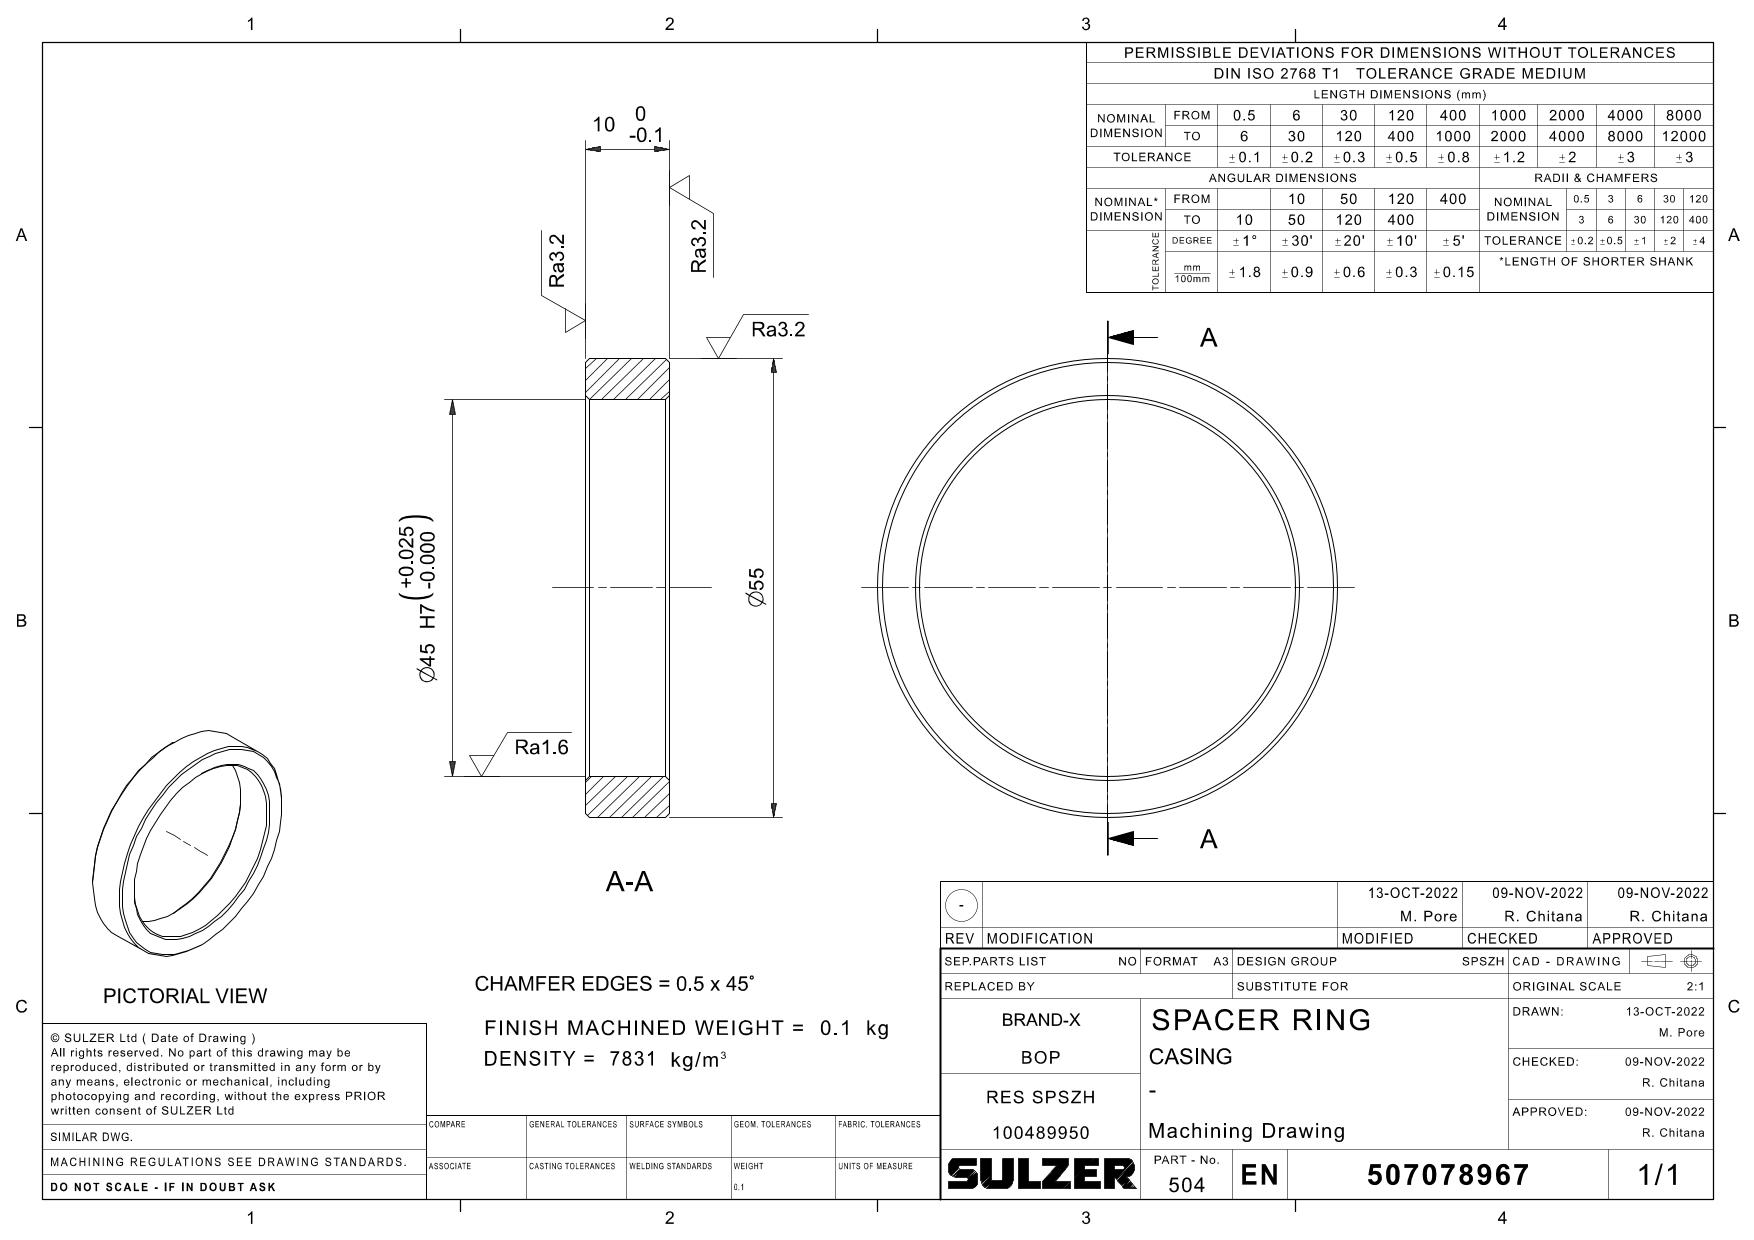 1 2 3 4
PERMISSIBLE DEVIATIONS FOR DIMENSIONS WITHOUT TOLERANCES
DIN ISO 2768 T1 TOLERANCE GRADE MEDIUM
LENGTH DIMENSIONS (mm)
NOMINAL DIMENSION FROM 0.5 6 30 120 400 1000 2000 4000 8000
TO 6 30 120 400 1000 2000 4000 8000 12000
TOLERANCE ±0.1 ±0.2 ±0.3 ±0.5 ±0.8 ±1.2 ±2 ±3 ±3
ANGULAR DIMENSIONS RADII & CHAMFERS
NOMINAL* DIMENSION FROM 10 50 120 400 NOMINAL DIMENSION 0.5 3 6 30 120
TO 10 50 120 400 3 6 30 120 400
TOLERANCE DEGREE ±1° ±30' ±20' ±10' ±5' TOLERANCE ±0.2 ±0.5 ±1 ±2 ±4
mm/100mm ±1.8 ±0.9 ±0.6 ±0.3 ±0.15 *LENGTH OF SHORTER SHANK
10 0 -0.1
A A
Ra3.2 Ra3.2
Ra3.2
A
Ø45 H7 (+0.025 -0.000)
Ø55
B B
Ra1.6
A
A-A
PICTORIAL VIEW
CHAMFER EDGES = 0.5 x 45°
FINISH MACHINED WEIGHT = 0.1 kg
DENSITY = 7831 kg/m³
C C
© SULZER Ltd ( Date of Drawing )
All rights reserved. No part of this drawing may be
reproduced, distributed or transmitted in any form or by
any means, electronic or mechanical, including
photocopying and recording, without the express PRIOR
written consent of SULZER Ltd
SIMILAR DWG.
MACHINING REGULATIONS SEE DRAWING STANDARDS.
DO NOT SCALE - IF IN DOUBT ASK
COMPARE GENERAL TOLERANCES SURFACE SYMBOLS GEOM. TOLERANCES FABRIC. TOLERANCES
ASSOCIATE CASTING TOLERANCES WELDING STANDARDS WEIGHT UNITS OF MEASURE
0.1
- 13-OCT-2022 09-NOV-2022 09-NOV-2022
M. Pore R. Chitana R. Chitana
REV MODIFICATION MODIFIED CHECKED APPROVED
SEP.PARTS LIST NO FORMAT A3 DESIGN GROUP SPSZH CAD - DRAWING
REPLACED BY SUBSTITUTE FOR ORIGINAL SCALE 2:1
BRAND-X
BOP
RES SPSZH
100489950
SPACER RING
CASING
-
Machining Drawing
DRAWN: 13-OCT-2022
M. Pore
CHECKED: 09-NOV-2022
R. Chitana
APPROVED: 09-NOV-2022
R. Chitana
SULZER
PART - No.
504
EN
507078967
1/1
1 2 3 4